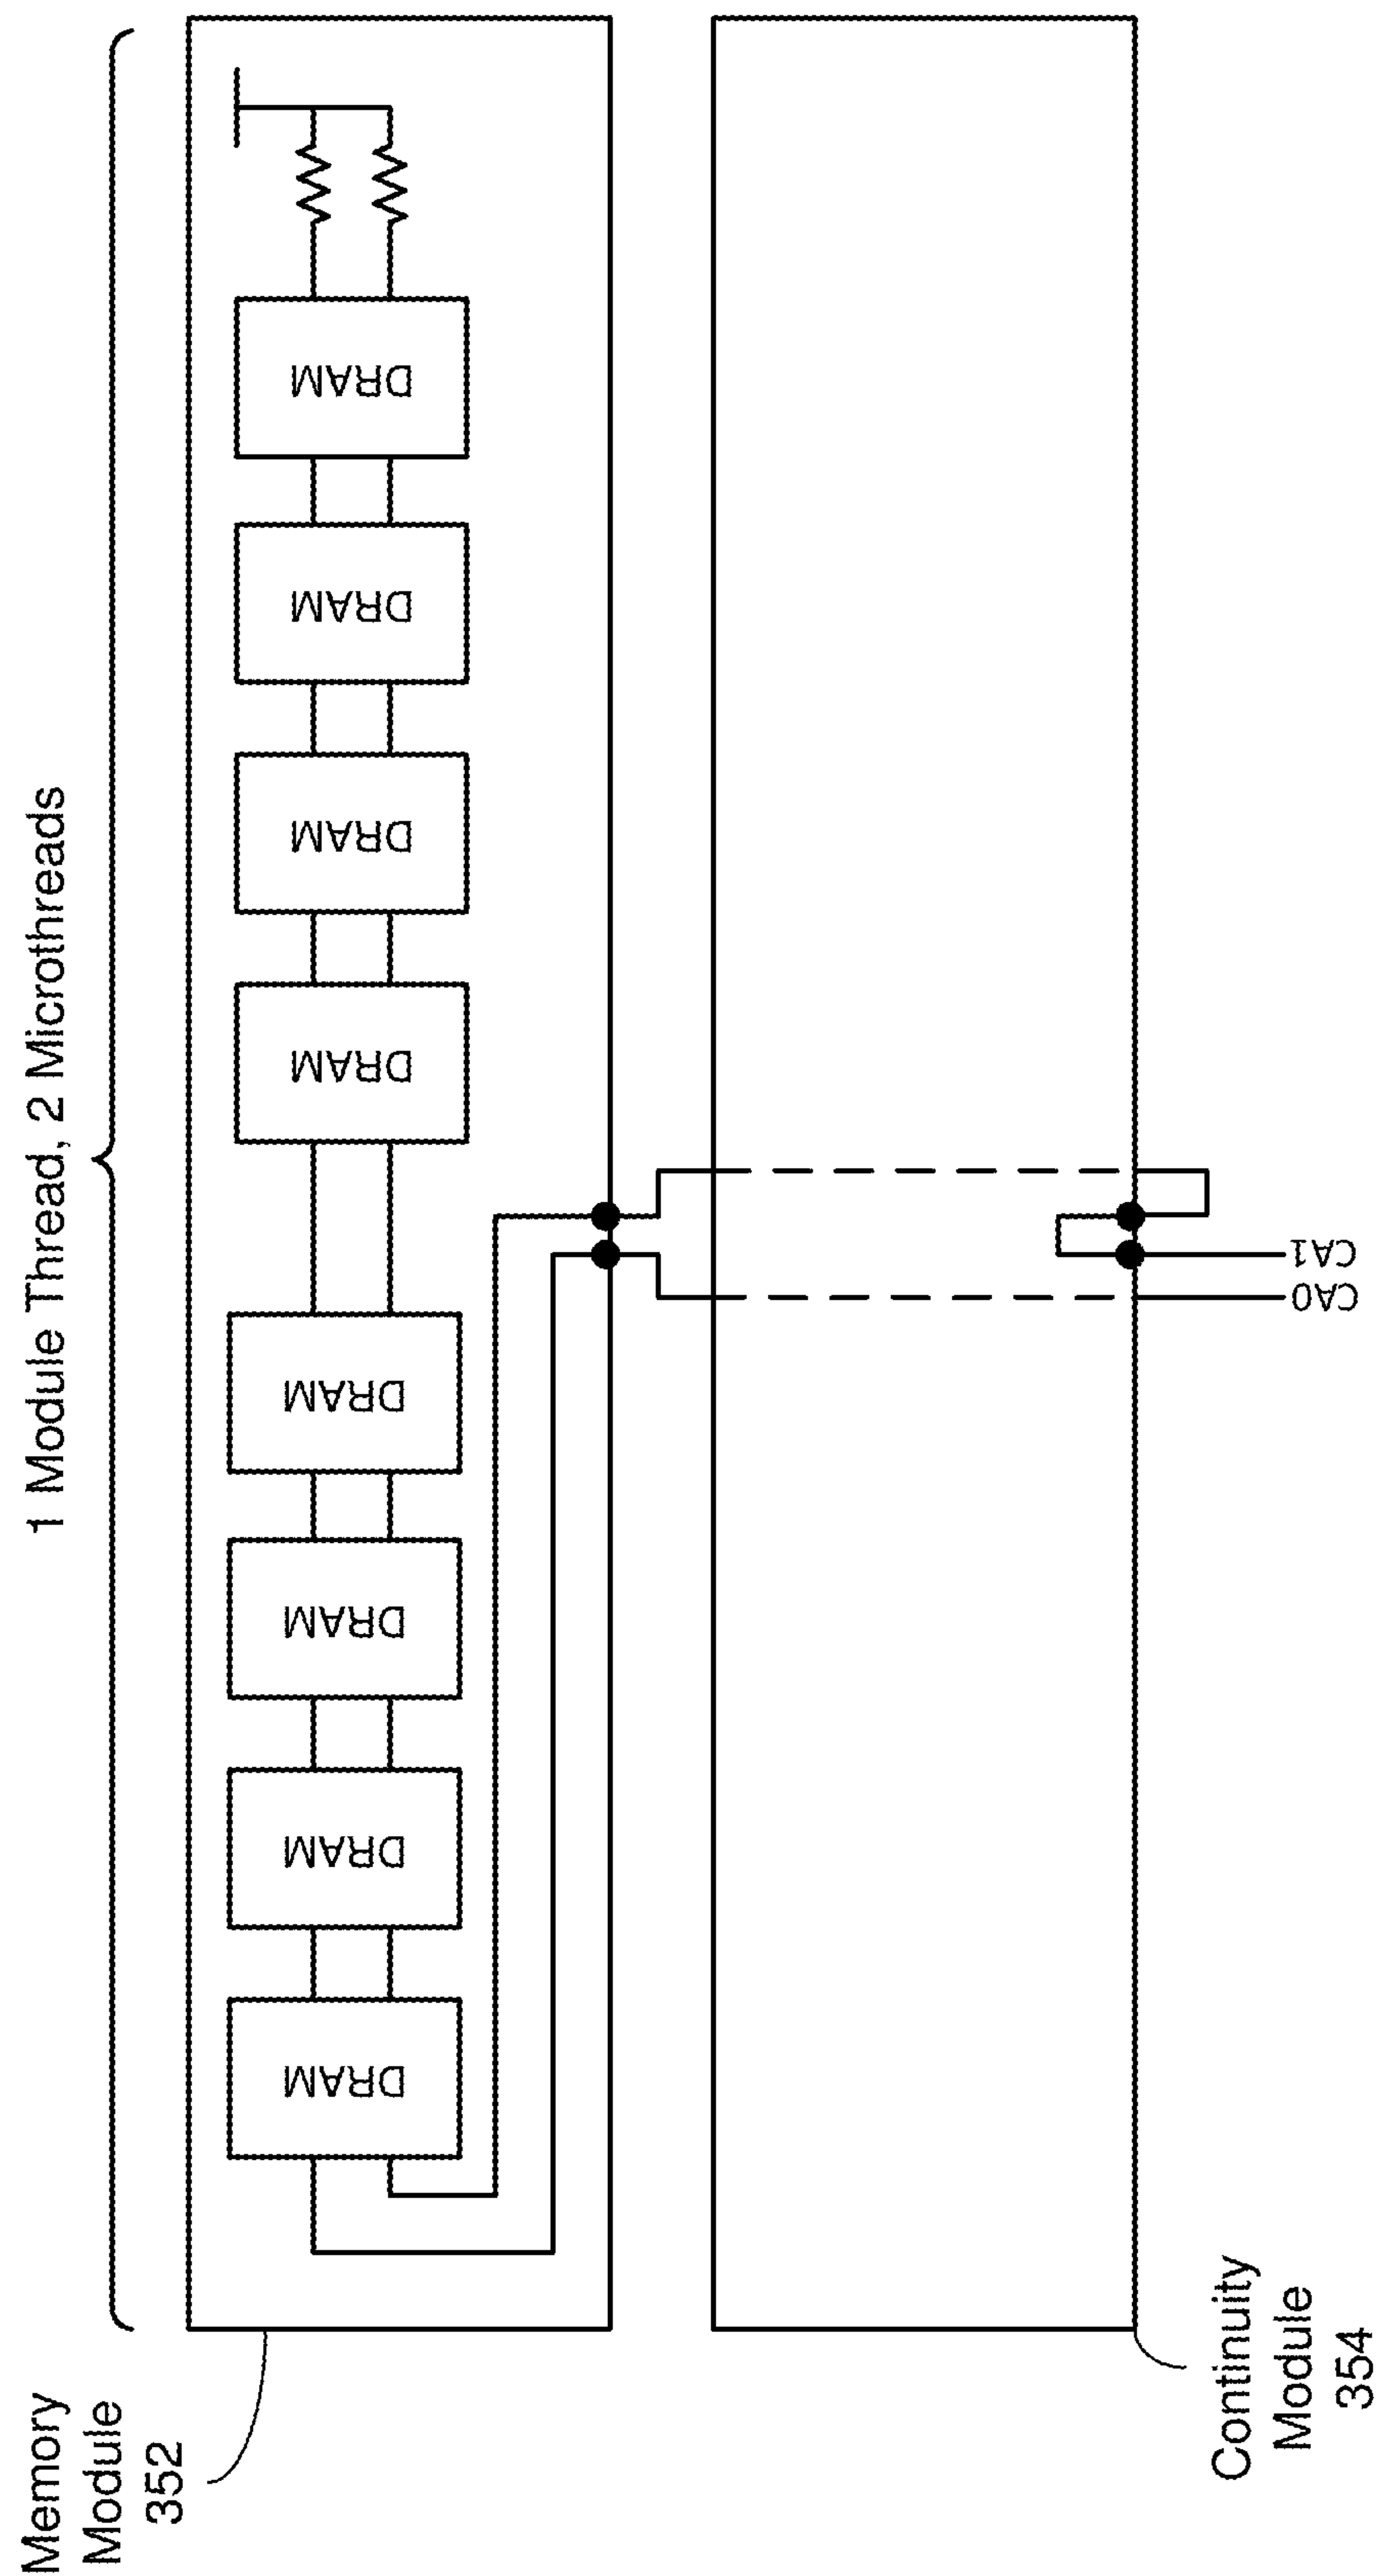 1 Module Thread, 2 Microthreads
Memory
Module
352
DRAM
DRAM
DRAM
DRAM
DRAM
DRAM
DRAM
DRAM
CA0
CA1
Continuity
Module
354